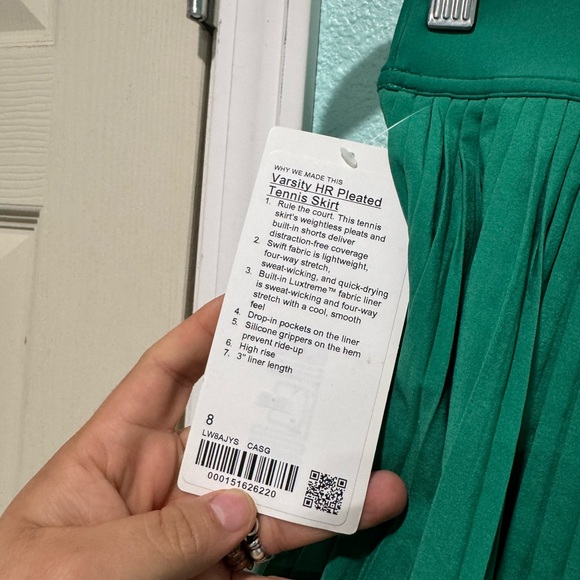 WHY WE MADE THIS
Varsity HR Pleated
Tennis Skirt
1. Rule the court. This tennis
skirt's weightless pleats and
built-in shorts deliver
distraction-free coverage
2. Swift fabric is lightweight,
four-way stretch,
sweat-wicking, and quick-drying
3. Built-in Luxtreme™ fabric liner
is sweat-wicking and four-way
stretch with a cool, smooth
feel
4. Drop-in pockets on the liner
5. Silicone grippers on the hem
prevent ride-up
6. High rise
7. 3" liner length
8
LW8AJYS CASG
000151626220